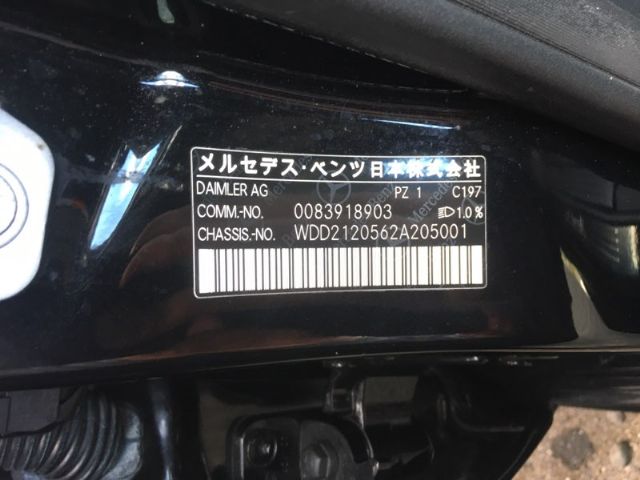 メルセデス・ベンツ日本株式会社
DAIMLER AG PZ 1 C197
COMM.-NO. 0083918903 1.0%
CHASSIS.-NO. WDD2120562A205001